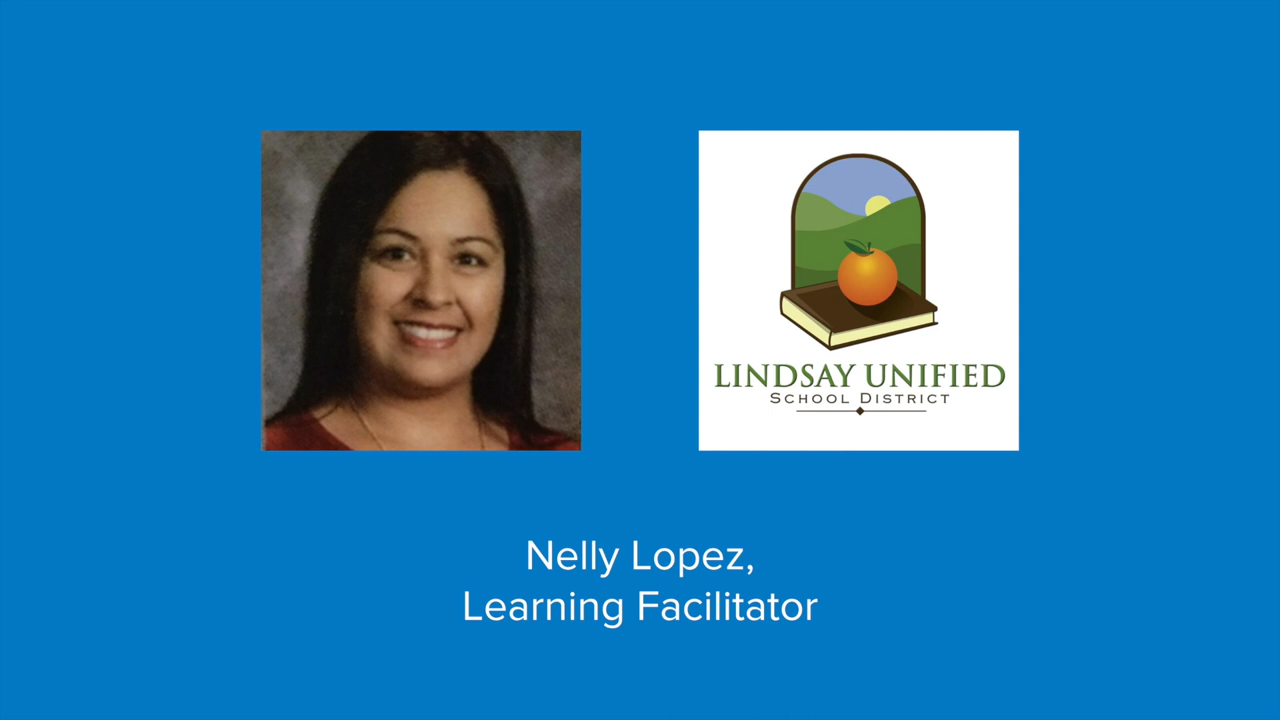 LINDSAY UNIFIED
SCHOOL DISTRICT
Nelly Lopez,
Learning Facilitator